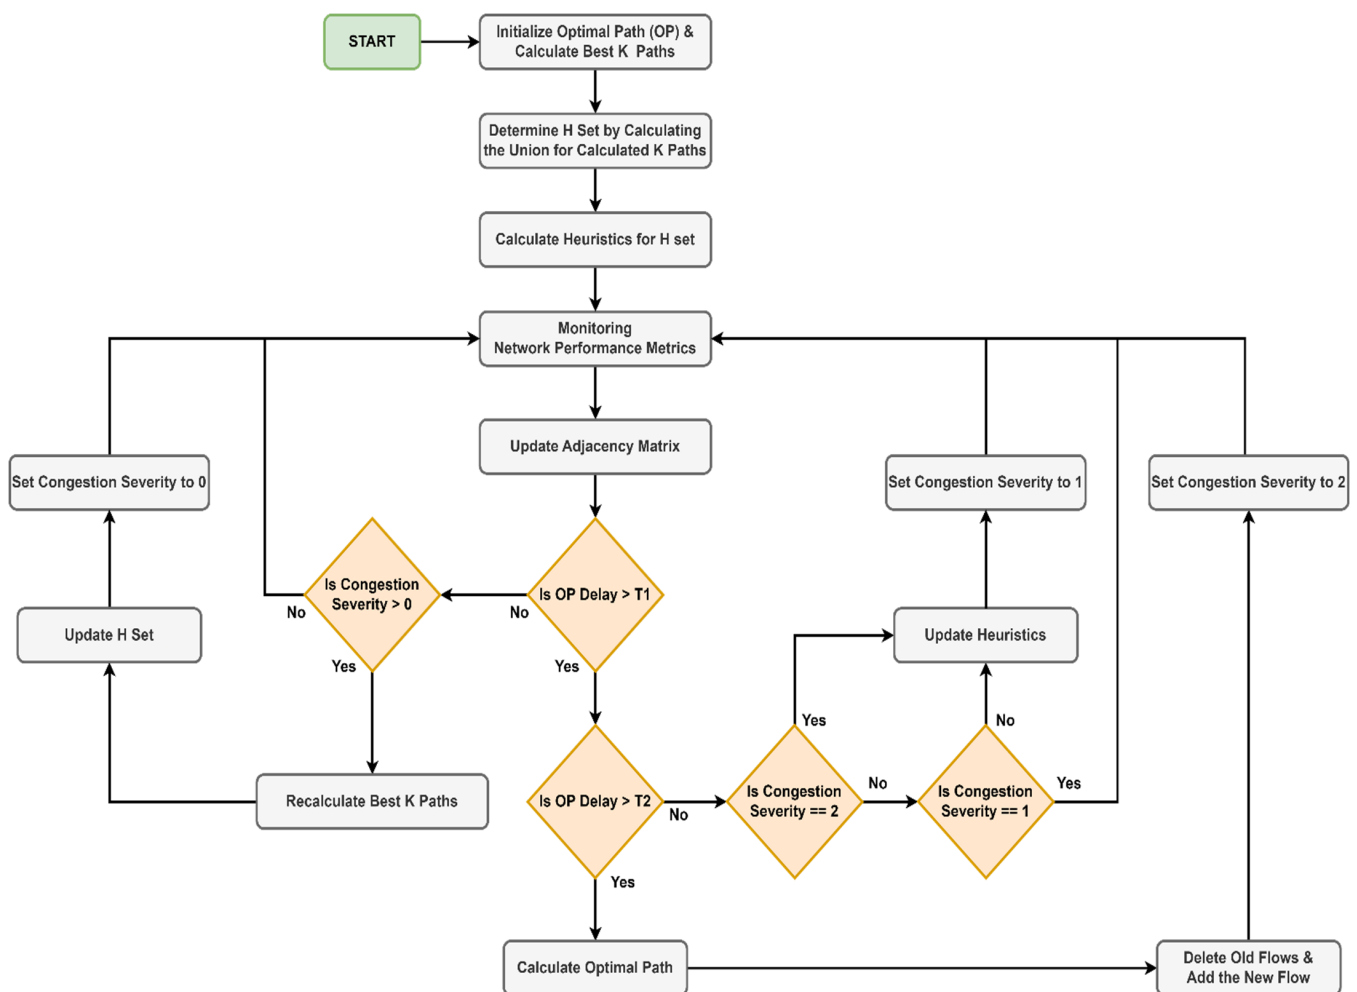 START
Initialize Optimal Path (OP) &
Calculate Best K Paths
Determine H Set by Calculating
the Union for Calculated K Paths
Calculate Heuristics for H set
Monitoring
Network Performance Metrics
Update Adjacency Matrix
Set Congestion Severity to 0
Set Congestion Severity to 1
Set Congestion Severity to 2
Is Congestion
Severity > 0
No
No
Is OP Delay > T1
Update H Set
Update Heuristics
Yes
Yes
Yes
No
Recalculate Best K Paths
Is OP Delay > T2
No
Is Congestion
Severity == 2
No
Is Congestion
Severity == 1
Yes
Yes
Calculate Optimal Path
Delete Old Flows &
Add the New Flow